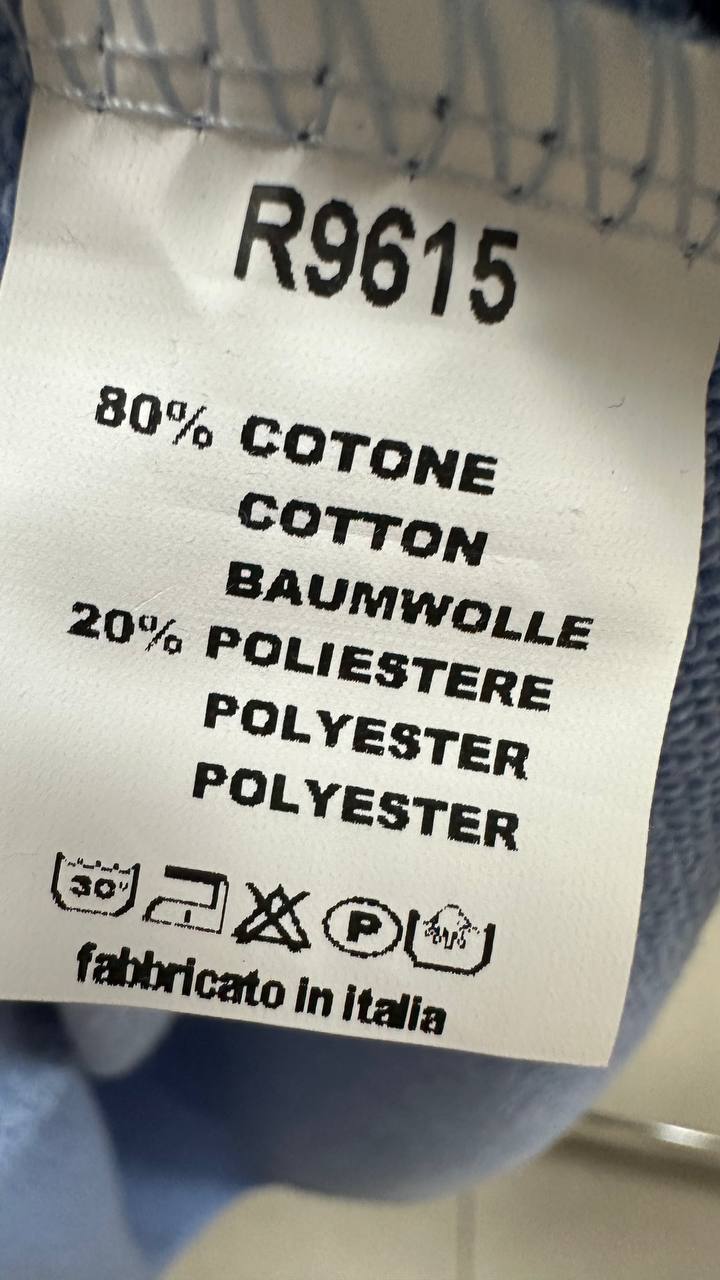 R9615
80% COTONE
COTTON
BAUMWOLLE
20% POLIESTERE
POLYESTER
POLYESTER
30° P
fabbricato in italia